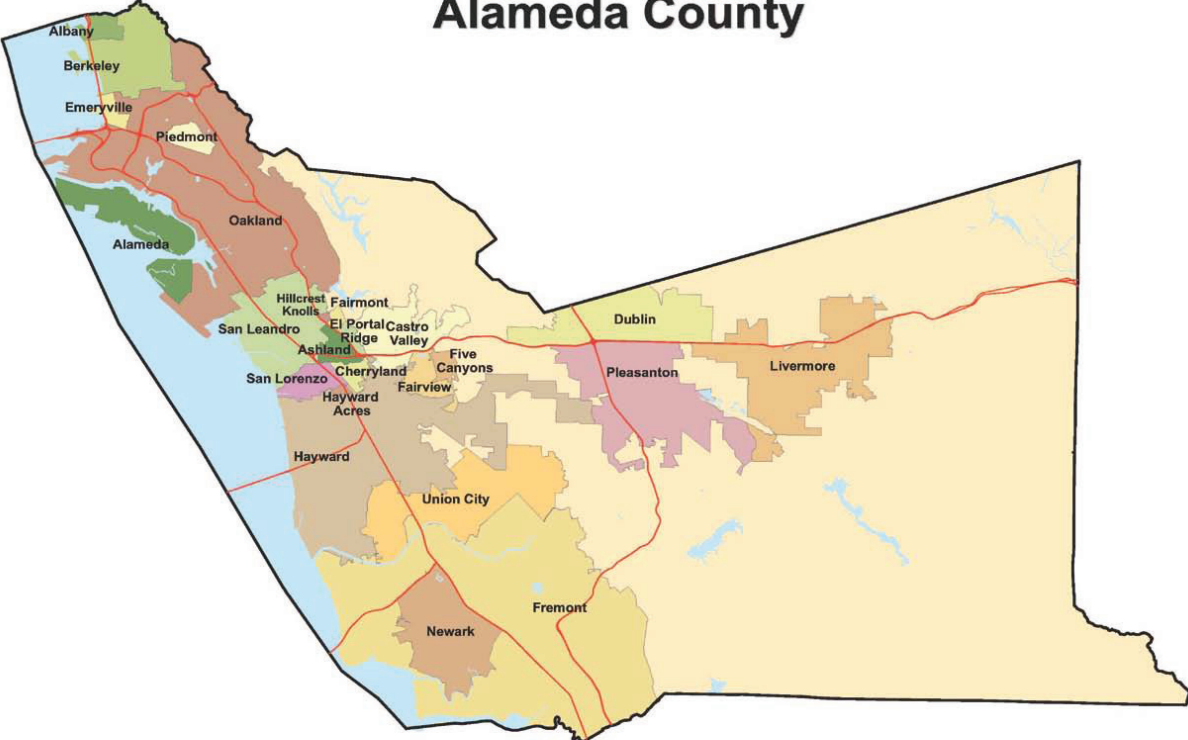 Alameda County
Albany
Berkeley
Emeryville
Piedmont
Oakland
Alameda
Hillcrest
Knolls
Fairmont
San Leandro
El Portal
Ridge
Castro
Valley
Ashland
Dublin
Five
Canyons
Cherryland
San Lorenzo
Fairview
Pleasanton
Livermore
Hayward
Acres
Hayward
Union City
Fremont
Newark